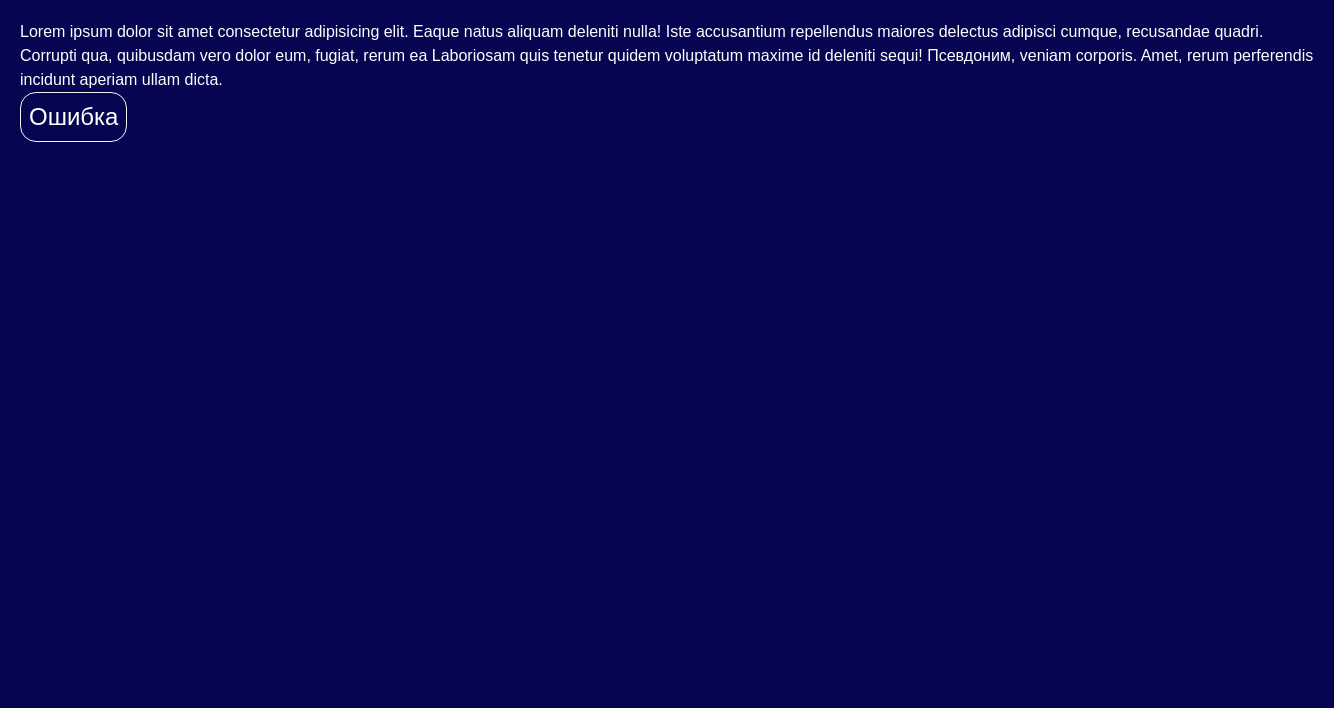 Lorem ipsum dolor sit amet consectetur adipisicing elit. Eaque natus aliquam deleniti nulla! Iste accusantium repellendus maiores delectus adipisci cumque, recusandae quadri.
Corrupti qua, quibusdam vero dolor eum, fugiat, rerum ea Laboriosam quis tenetur quidem voluptatum maxime id deleniti sequi! Псевдоним, veniam corporis. Amet, rerum perferendis
incidunt aperiam ullam dicta.
Ошибка